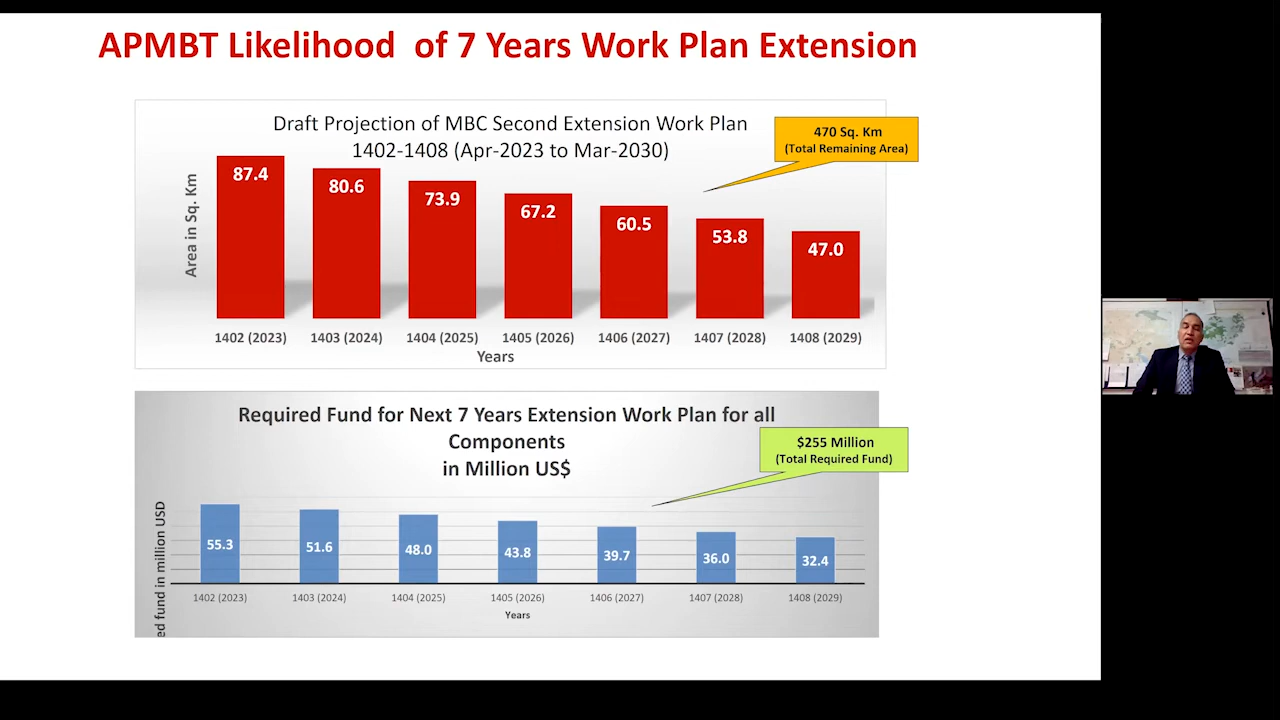 APMBT Likelihood of 7 Years Work Plan Extension
Draft Projection of MBC Second Extension Work Plan
1402-1408 (Apr-2023 to Mar-2030)
470 Sq. Km
(Total Remaining Area)
Area in Sq. Km
87.4
80.6
73.9
67.2
60.5
53.8
47.0
1402 (2023)
1403 (2024)
1404 (2025)
1405 (2026)
1406 (2027)
1407 (2028)
1408 (2029)
Years
Required Fund for Next 7 Years Extension Work Plan for all
Components
in Million US$
$255 Million
(Total Required Fund)
ed fund in million USD
55.3
51.6
48.0
43.8
39.7
36.0
32.4
1402 (2023)
1403 (2024)
1404 (2025)
1405 (2026)
1406 (2027)
1407 (2028)
1408 (2029)
Years